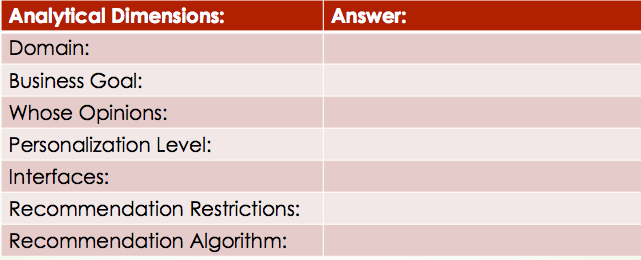 Analytical Dimensions: Answer:
Domain:
Business Goal:
Whose Opinions:
Personalization Level:
Interfaces:
Recommendation Restrictions:
Recommendation Algorithm: